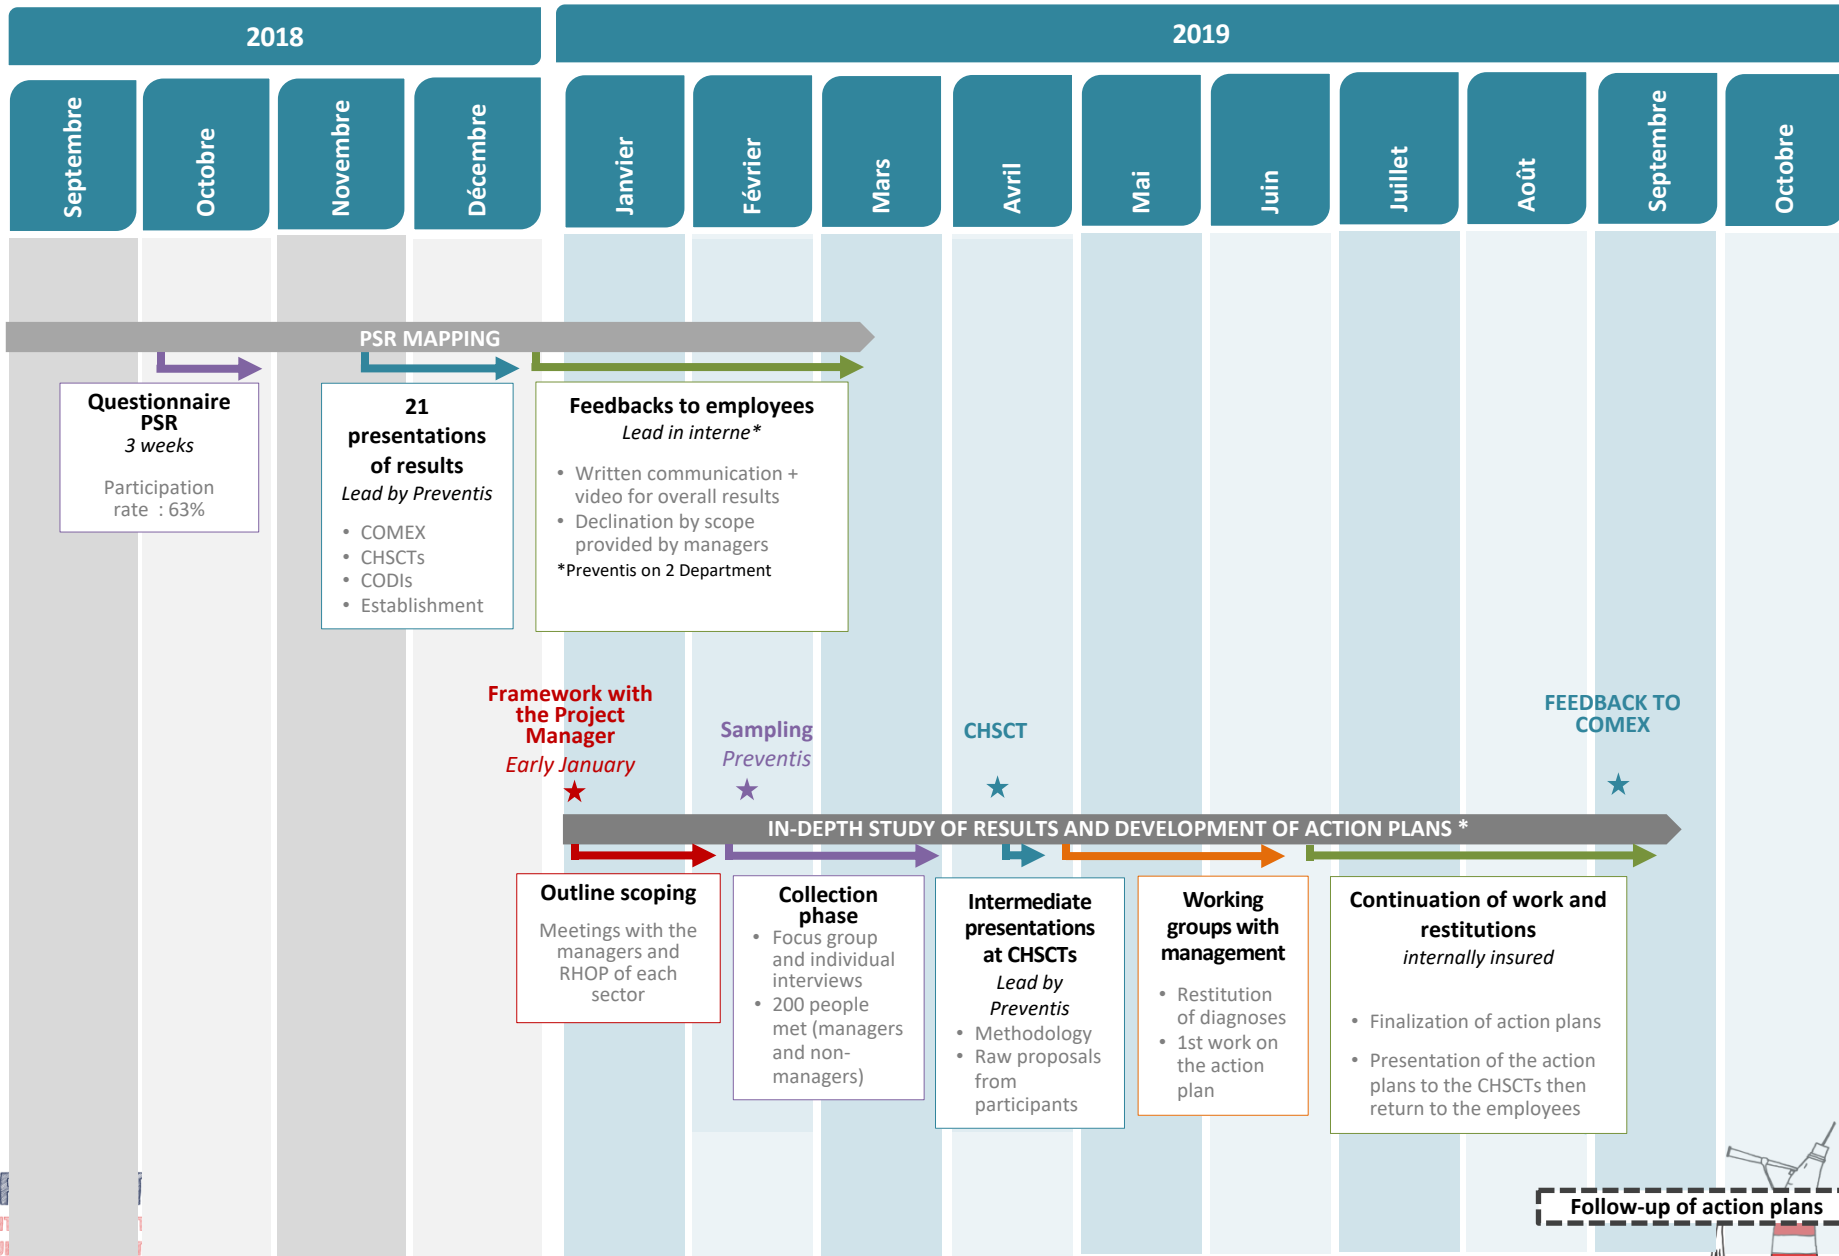 2018
2019
Septembre
Octobre
Novembre
Décembre
Janvier
Février
Mars
Avril
Mai
Juin
Juillet
Août
Septembre
Octobre
PSR MAPPING
Questionnaire
PSR
3 weeks
Participation
rate : 63%
21
presentations
of results
Lead by Preventis
• COMEX
• CHSCTs
• CODIs
• Establishment
Feedbacks to employees
Lead in interne*
• Written communication +
video for overall results
• Declination by scope
provided by managers
*Preventis on 2 Department
Framework with
the Project
Manager
Early January
Sampling
Preventis
CHSCT
FEEDBACK TO
COMEX
IN-DEPTH STUDY OF RESULTS AND DEVELOPMENT OF ACTION PLANS *
Outline scoping
Meetings with the
managers and
RHOP of each
sector
Collection
phase
• Focus group
and individual
interviews
• 200 people
met (managers
and non-
managers)
Intermediate
presentations
at CHSCTs
Lead by
Preventis
• Methodology
• Raw proposals
from
participants
Working
groups with
management
• Restitution
of diagnoses
• 1st work on
the action
plan
Continuation of work and
restitutions
internally insured
• Finalization of action plans
• Presentation of the action
plans to the CHSCTs then
return to the employees
Follow-up of action plans